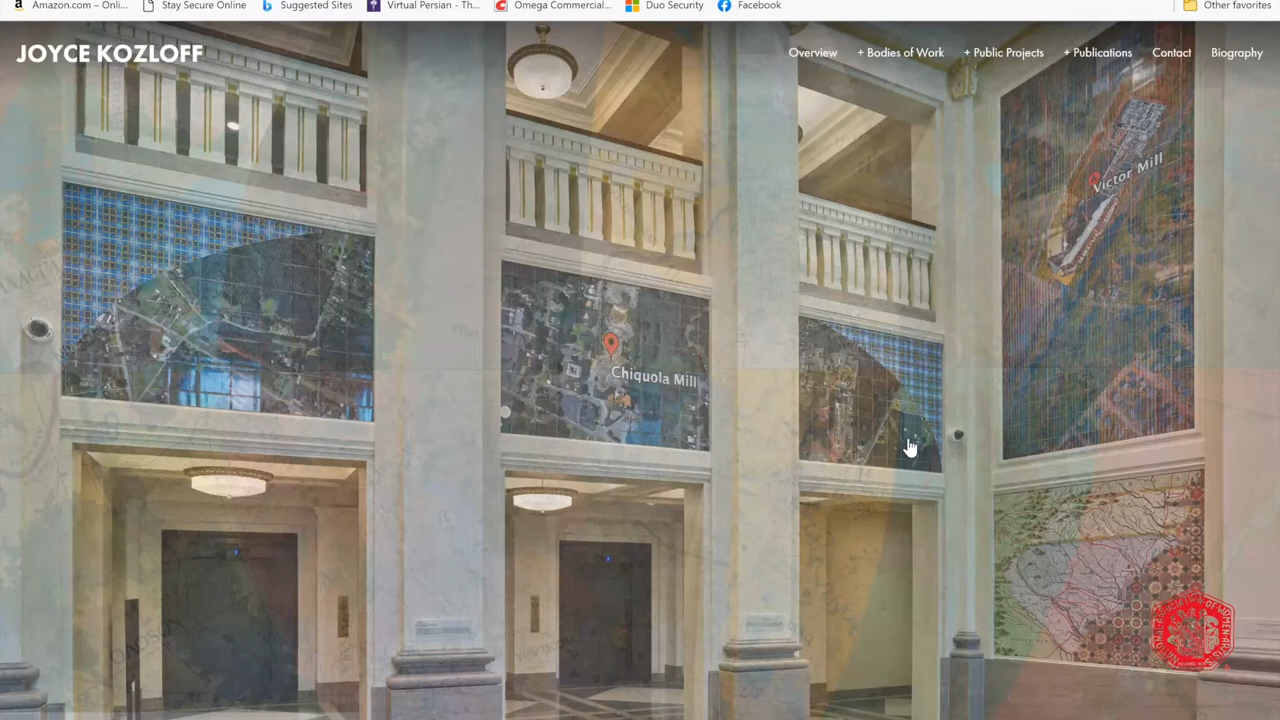 Amazon.com – Onli...
Stay Secure Online
Suggested Sites
Virtual Persian - Th...
Omega Commercial...
Duo Security
Facebook
Other favorites
JOYCE KOZLOFF
Overview
+ Bodies of Work
+ Public Projects
+ Publications
Contact
Biography
Victor Mill
Chiquola Mill